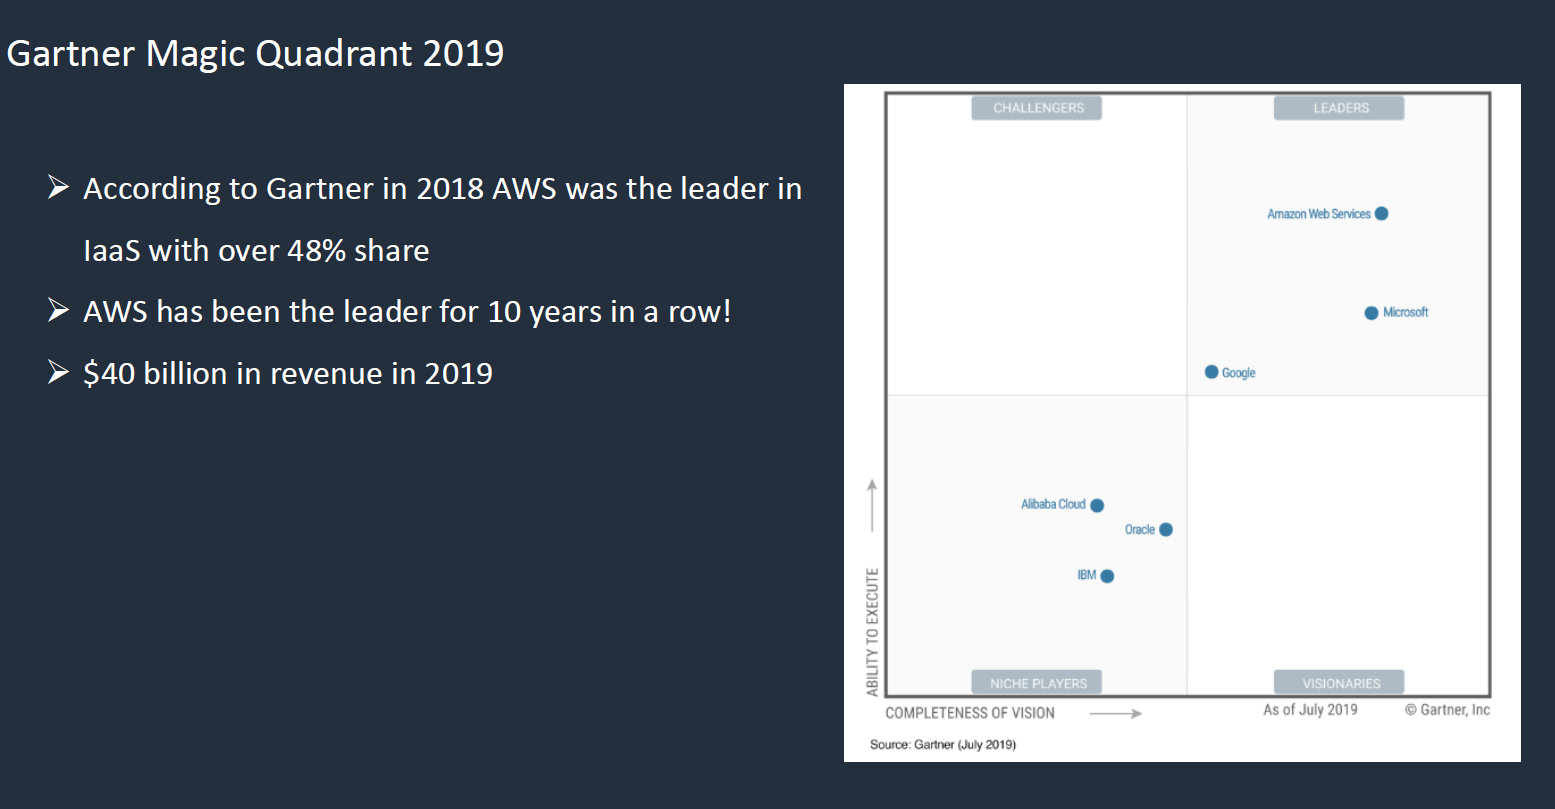 Gartner Magic Quadrant 2019
According to Gartner in 2018 AWS was the leader in
IaaS with over 48% share
AWS has been the leader for 10 years in a row!
$40 billion in revenue in 2019
CHALLENGERS
LEADERS
Amazon Web Services
Microsoft
Google
Alibaba Cloud
Oracle
IBM
ABILITY TO EXECUTE
NICHE PLAYERS
VISIONARIES
COMPLETENESS OF VISION
As of July 2019
© Gartner, Inc
Source: Gartner (July 2019)